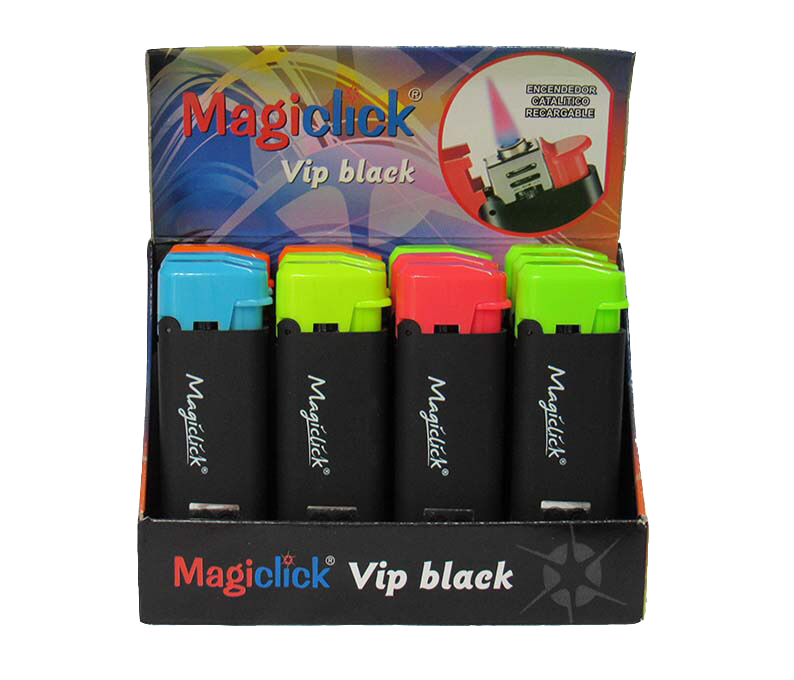 Magiclick®
Vip black
ENCENDEDOR
CATALITICO
RECARGABLE
Magiclick®
Magiclick®
Magiclick®
Magiclick®
Magiclick® Vip black